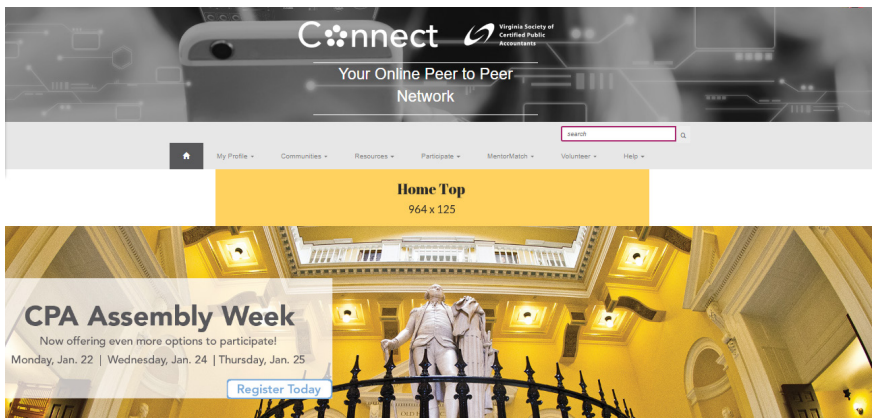 Connect
Virginia Society of
Certified Public
Accountants
Your Online Peer to Peer
Network
search
My Profile
Communities
Resources
Participate
MentorMatch
Volunteer
Help
Home Top
964 x 125
CPA Assembly Week
Now offering even more options to participate!
Monday, Jan. 22 | Wednesday, Jan. 24 | Thursday, Jan. 25
Register Today